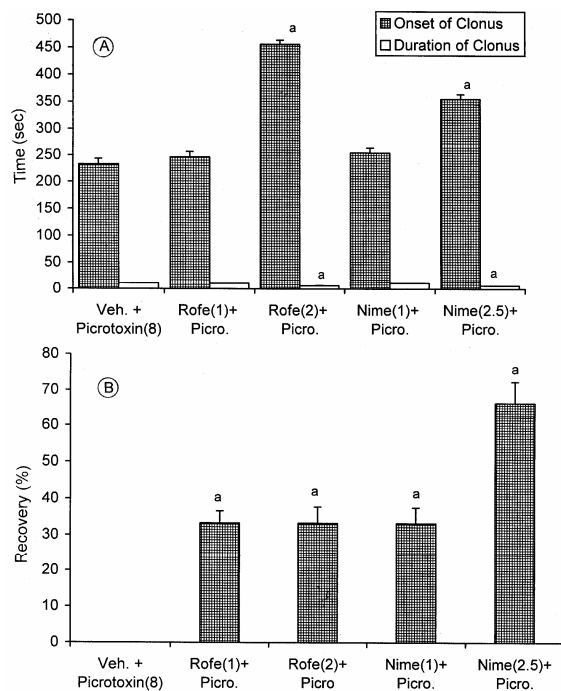 500
450
400
350
300
250
200
150
100
50
0
Time (sec)
A
Onset of Clonus
Duration of Clonus
a
a
a
a
Veh. + Rofe(1)+ Rofe(2)+ Nime(1)+ Nime(2.5)+
Picrotoxin(8) Picro. Picro. Picro. Picro.
80
70
60
50
40
30
20
10
0
Recovery (%)
B
a
a
a
a
Veh. + Rofe(1)+ Rofe(2)+ Nime(1)+ Nime(2.5)+
Picrotoxin(8) Picro. Picro Picro. Picro.